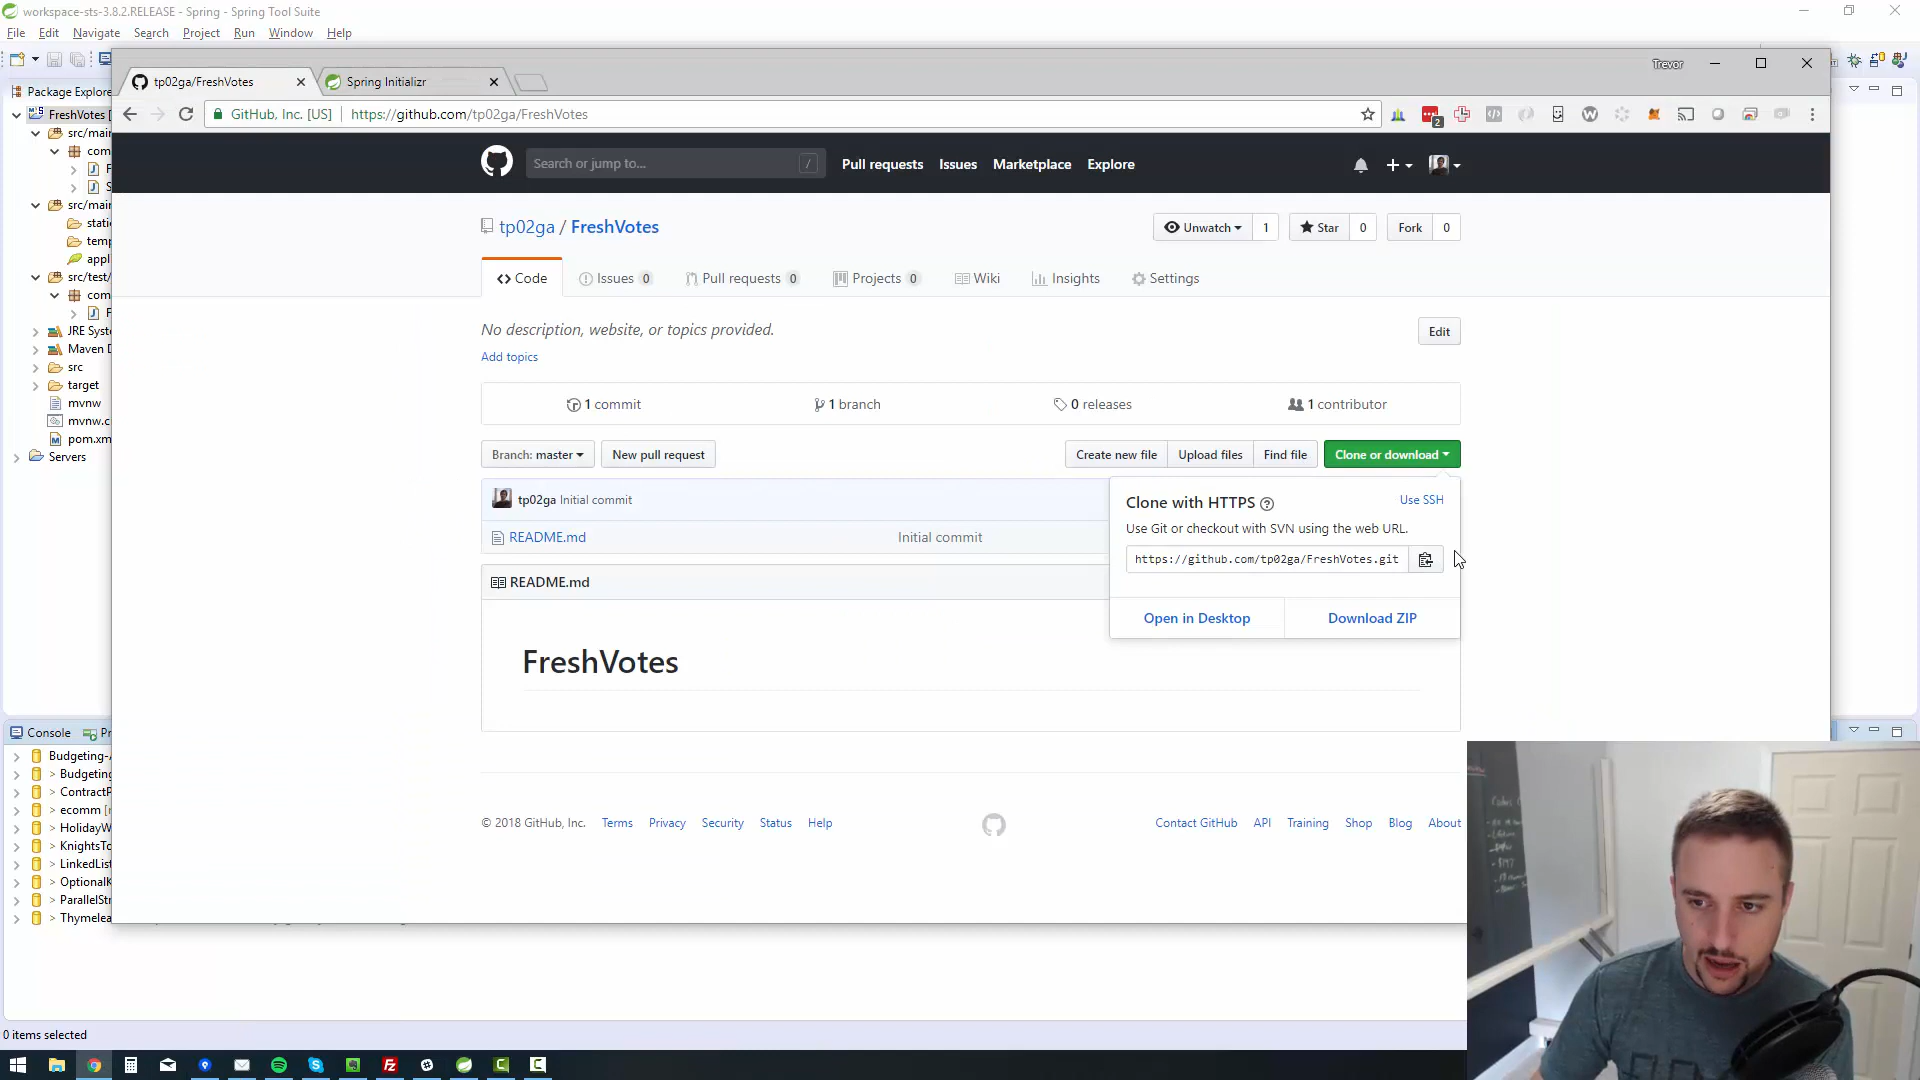 workspace-sts-3.8.2.RELEASE - Spring - Spring Tool Suite
File Edit Navigate Search Project Run Window Help
tp02ga/FreshVotes
Spring Initializr
Trevor
GitHub, Inc. [US] https://github.com/tp02ga/FreshVotes
2
Search or jump to... /
Pull requests Issues Marketplace Explore
tp02ga / FreshVotes
Unwatch 1 Star 0 Fork 0
Code Issues 0 Pull requests 0 Projects 0 Wiki Insights Settings
No description, website, or topics provided.
Edit
Add topics
1 commit 1 branch 0 releases 1 contributor
Branch: master New pull request Create new file Upload files Find file Clone or download
tp02ga Initial commit
README.md Initial commit
README.md
FreshVotes
Clone with HTTPS Use SSH
Use Git or checkout with SVN using the web URL.
https://github.com/tp02ga/FreshVotes.git
Open in Desktop Download ZIP
© 2018 GitHub, Inc. Terms Privacy Security Status Help
Contact GitHub API Training Shop Blog About
Package Explore
FreshVotes [
src/mai
com
F
S
src/mai
stati
temp
appl
src/test/
com
F
JRE Syste
Maven D
src
target
mvnw
mvnw.c
pom.xm
Servers
Console Pr
Budgeting-
> Budgeting
> ContractP
> ecomm [
> HolidayW
> KnightsTo
> LinkedList
> OptionalK
> ParallelStr
> Thymelea
0 items selected